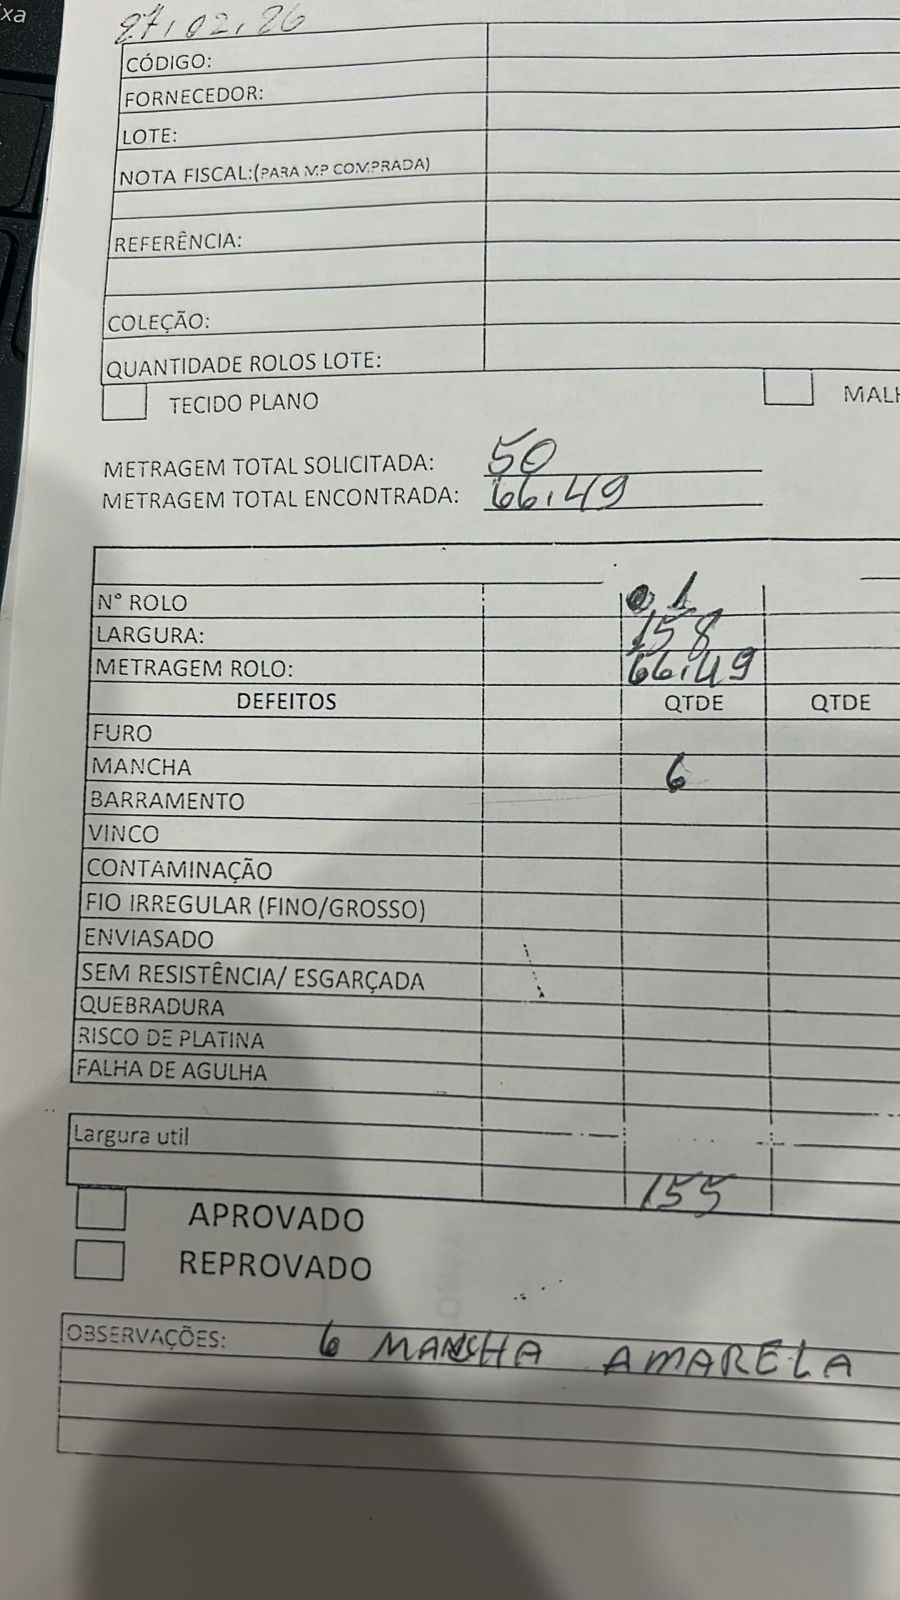 xa
27.02.26
CÓDIGO:
FORNECEDOR:
LOTE:
NOTA FISCAL:(PARA MP COMPRADA)
REFERÊNCIA:
COLEÇÃO:
QUANTIDADE ROLOS LOTE:
TECIDO PLANO MALH
METRAGEM TOTAL SOLICITADA: 50
METRAGEM TOTAL ENCONTRADA: 66.49
N° ROLO 1
LARGURA: 158
METRAGEM ROLO: 66.49
DEFEITOS QTDE QTDE
FURO
MANCHA 6
BARRAMENTO
VINCO
CONTAMINAÇÃO
FIO IRREGULAR (FINO/GROSSO)
ENVIASADO
SEM RESISTÊNCIA/ ESGARÇADA
QUEBRADURA
RISCO DE PLATINA
FALHA DE AGULHA
Largura util
155
APROVADO
REPROVADO
OBSERVAÇÕES: 6 MANCHA AMARELA